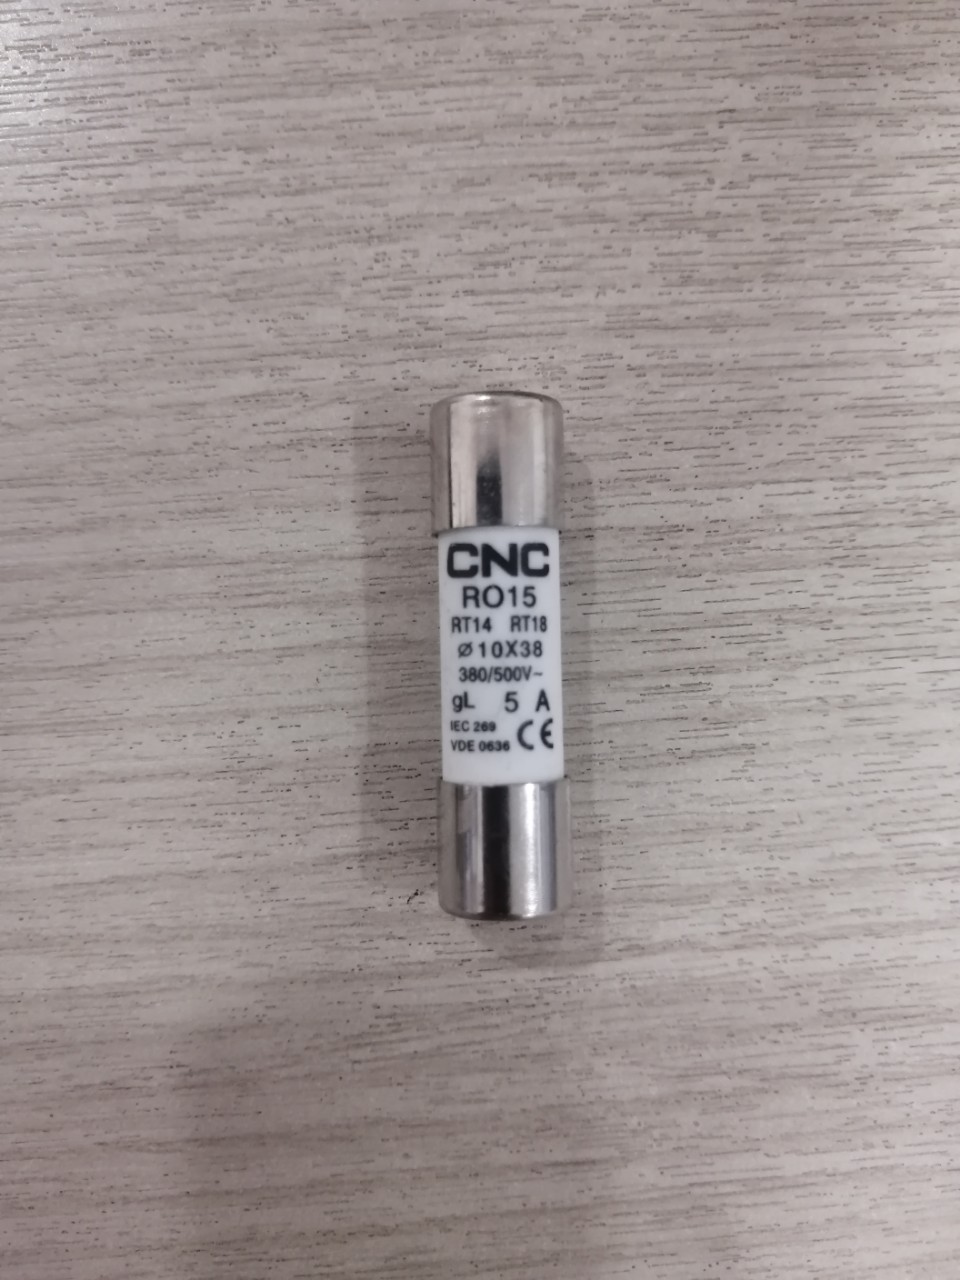 CNC
RO15
RT14 RT18
Ø10X38
380/500V~
gL 5 A
IEC 269
VDE 0636 CE